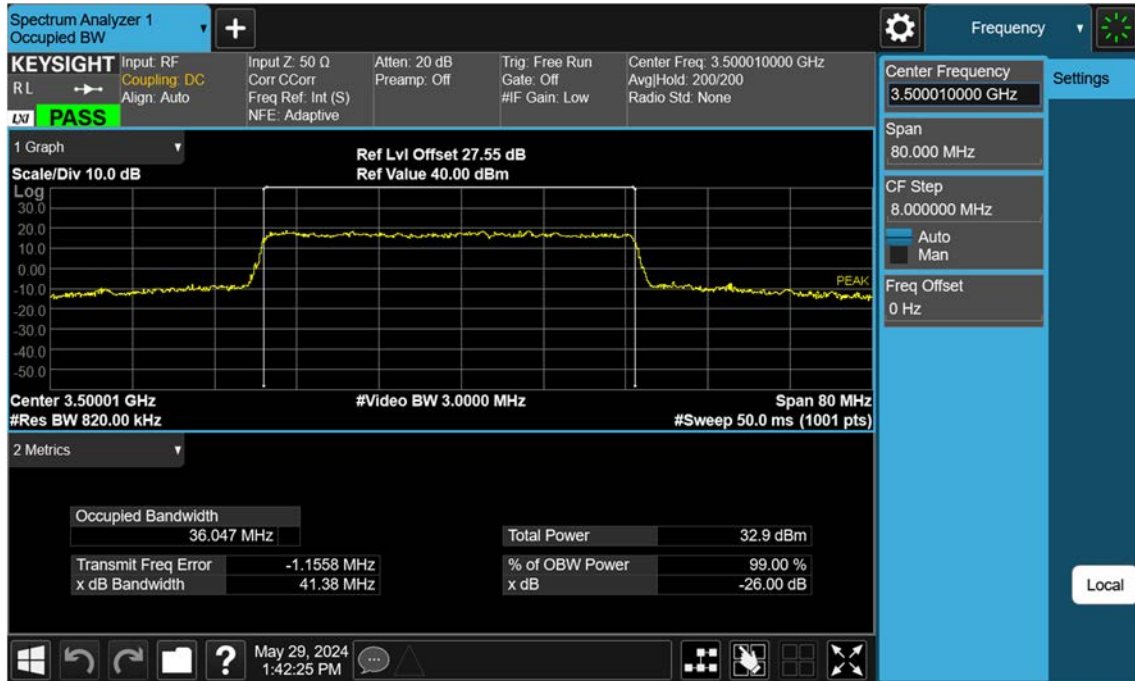 Spectrum Analyzer 1
Occupied BW
Frequency
KEYSIGHT
RL
LXI
PASS
Input: RF
Coupling: DC
Align: Auto
Input Z: 50 Ω
Corr CCorr
Freq Ref: Int (S)
NFE: Adaptive
Atten: 20 dB
Preamp: Off
Trig: Free Run
Gate: Off
#IF Gain: Low
Center Freq: 3.500010000 GHz
Avg|Hold: 200/200
Radio Std: None
Center Frequency
3.500010000 GHz
Settings
Span
80.000 MHz
CF Step
8.000000 MHz
Auto
Man
Freq Offset
0 Hz
Local
1 Graph
Scale/Div 10.0 dB
Ref Lvl Offset 27.55 dB
Ref Value 40.00 dBm
Log
30.0
20.0
10.0
0.00
-10.0
-20.0
-30.0
-40.0
-50.0
PEAK
Center 3.50001 GHz
#Video BW 3.0000 MHz
Span 80 MHz
#Res BW 820.00 kHz
#Sweep 50.0 ms (1001 pts)
2 Metrics
Occupied Bandwidth
36.047 MHz
Total Power 32.9 dBm
Transmit Freq Error -1.1558 MHz
% of OBW Power 99.00 %
x dB Bandwidth 41.38 MHz
x dB -26.00 dB
?
May 29, 2024
1:42:25 PM